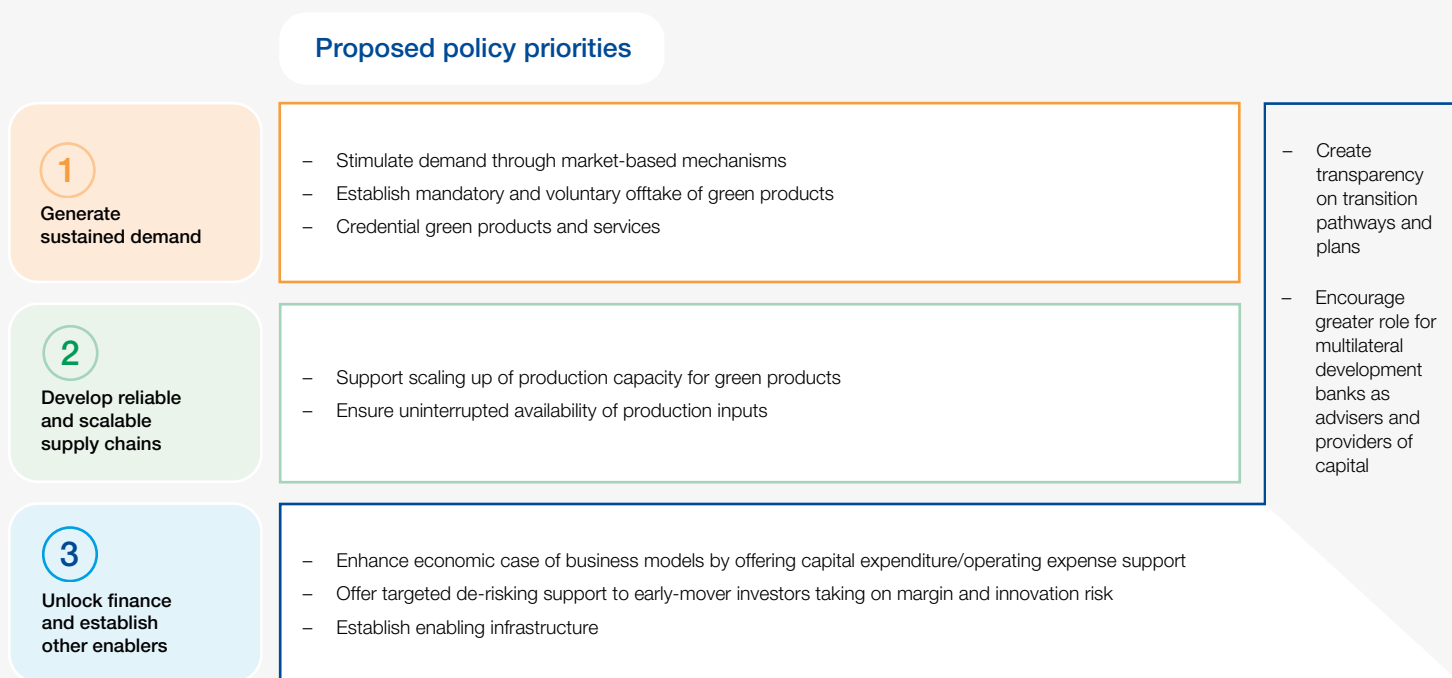 Proposed policy priorities
1
Generate
sustained demand
– Stimulate demand through market-based mechanisms
– Establish mandatory and voluntary offtake of green products
– Credential green products and services
2
Develop reliable
and scalable
supply chains
– Support scaling up of production capacity for green products
– Ensure uninterrupted availability of production inputs
3
Unlock finance
and establish
other enablers
– Enhance economic case of business models by offering capital expenditure/operating expense support
– Offer targeted de-risking support to early-mover investors taking on margin and innovation risk
– Establish enabling infrastructure
– Create
transparency
on transition
pathways and
plans
– Encourage
greater role for
multilateral
development
banks as
advisers and
providers of
capital